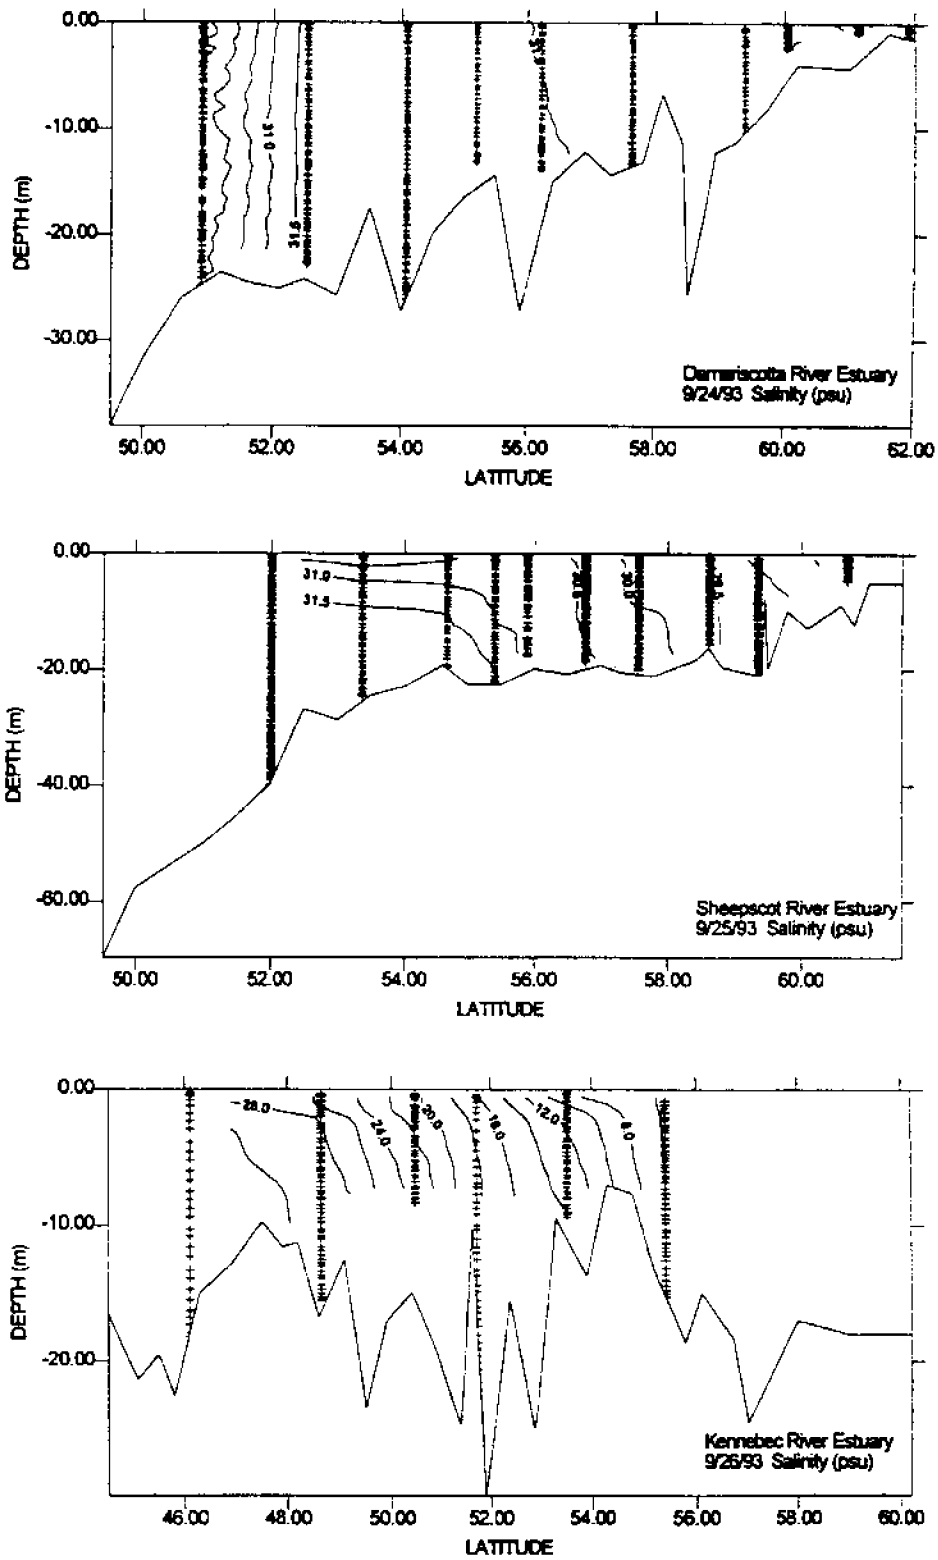 0.00
-10.00
-20.00
-30.00
DEPTH (m)
31.0
31.5
31.5
Damariscotta River Estuary
9/24/93 Salinity (psu)
50.00 52.00 54.00 56.00 58.00 60.00 62.00
LATITUDE
0.00
-20.00
-40.00
-60.00
DEPTH (m)
31.0
31.5
30.0
Sheepscot River Estuary
9/25/93 Salinity (psu)
50.00 52.00 54.00 56.00 58.00 60.00
LATITUDE
0.00
-10.00
-20.00
DEPTH (m)
28.0
24.0
20.0
16.0
12.0
8.0
Kennebec River Estuary
9/26/93 Salinity (psu)
46.00 48.00 50.00 52.00 54.00 56.00 58.00 60.00
LATITUDE